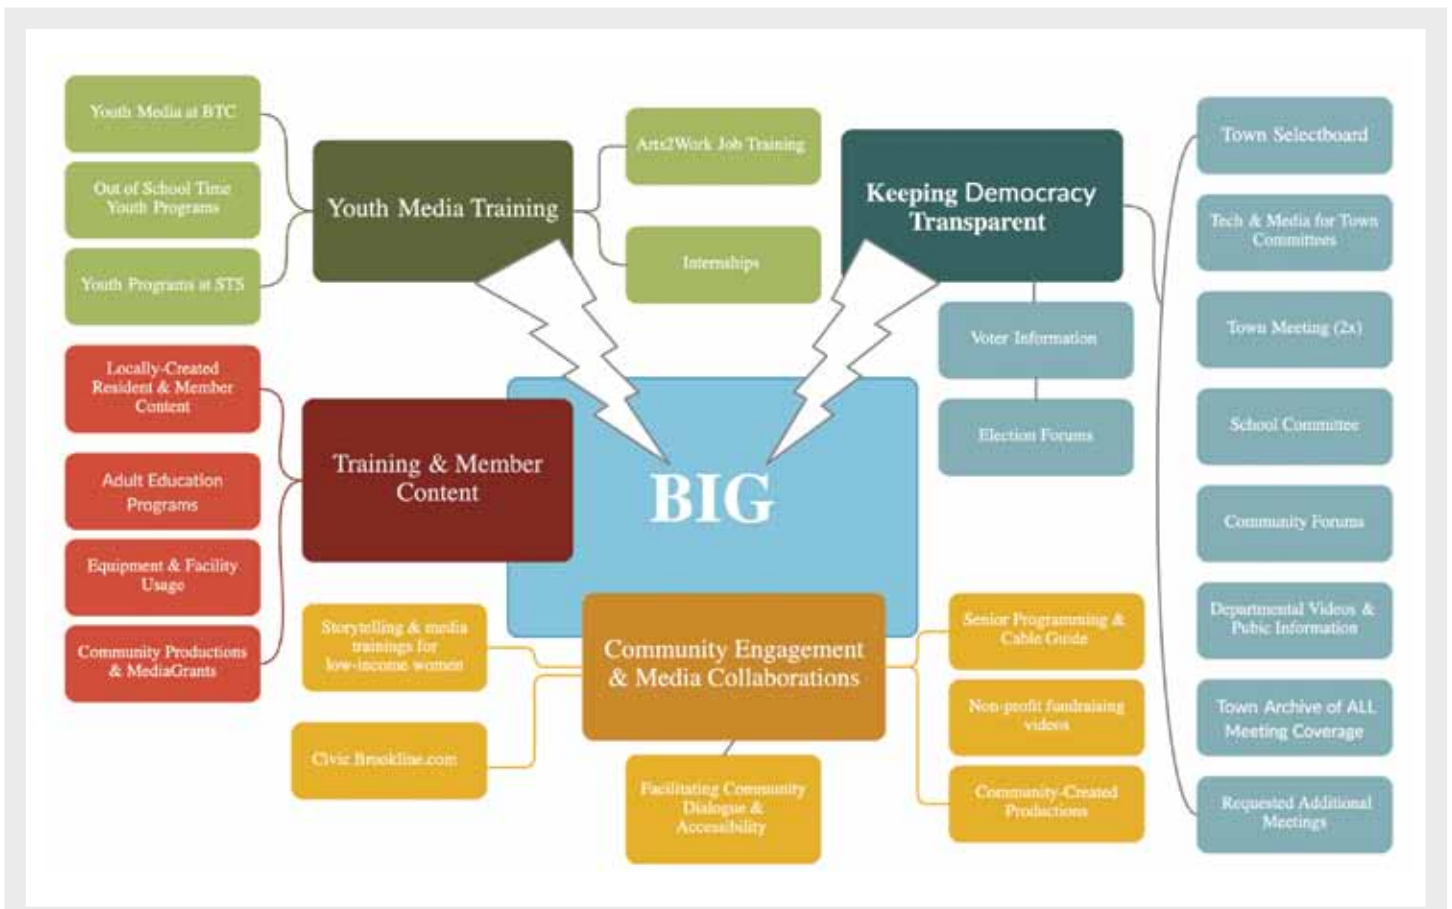 Youth Media at BTC
Out of School Time
Youth Programs
Youth Programs at STS
Youth Media Training
Arts2Work Job Training
Internships
Keeping Democracy
Transparent
Voter Information
Election Forums
Town Selectboard
Tech & Media for Town
Committees
Town Meeting (2x)
School Committee
Community Forums
Departmental Videos &
Pubic Information
Town Archive of ALL
Meeting Coverage
Requested Additional
Meetings
Locally-Created
Resident & Member
Content
Adult Education
Programs
Equipment & Facility
Usage
Community Productions
& MediaGrants
Training & Member
Content
BIG
Community Engagement
& Media Collaborations
Storytelling & media
trainings for
low-income women
Civic.Brookline.com
Facilitating Community
Dialogue &
Accessibility
Senior Programming &
Cable Guide
Non-profit fundraising
videos
Community-Created
Productions